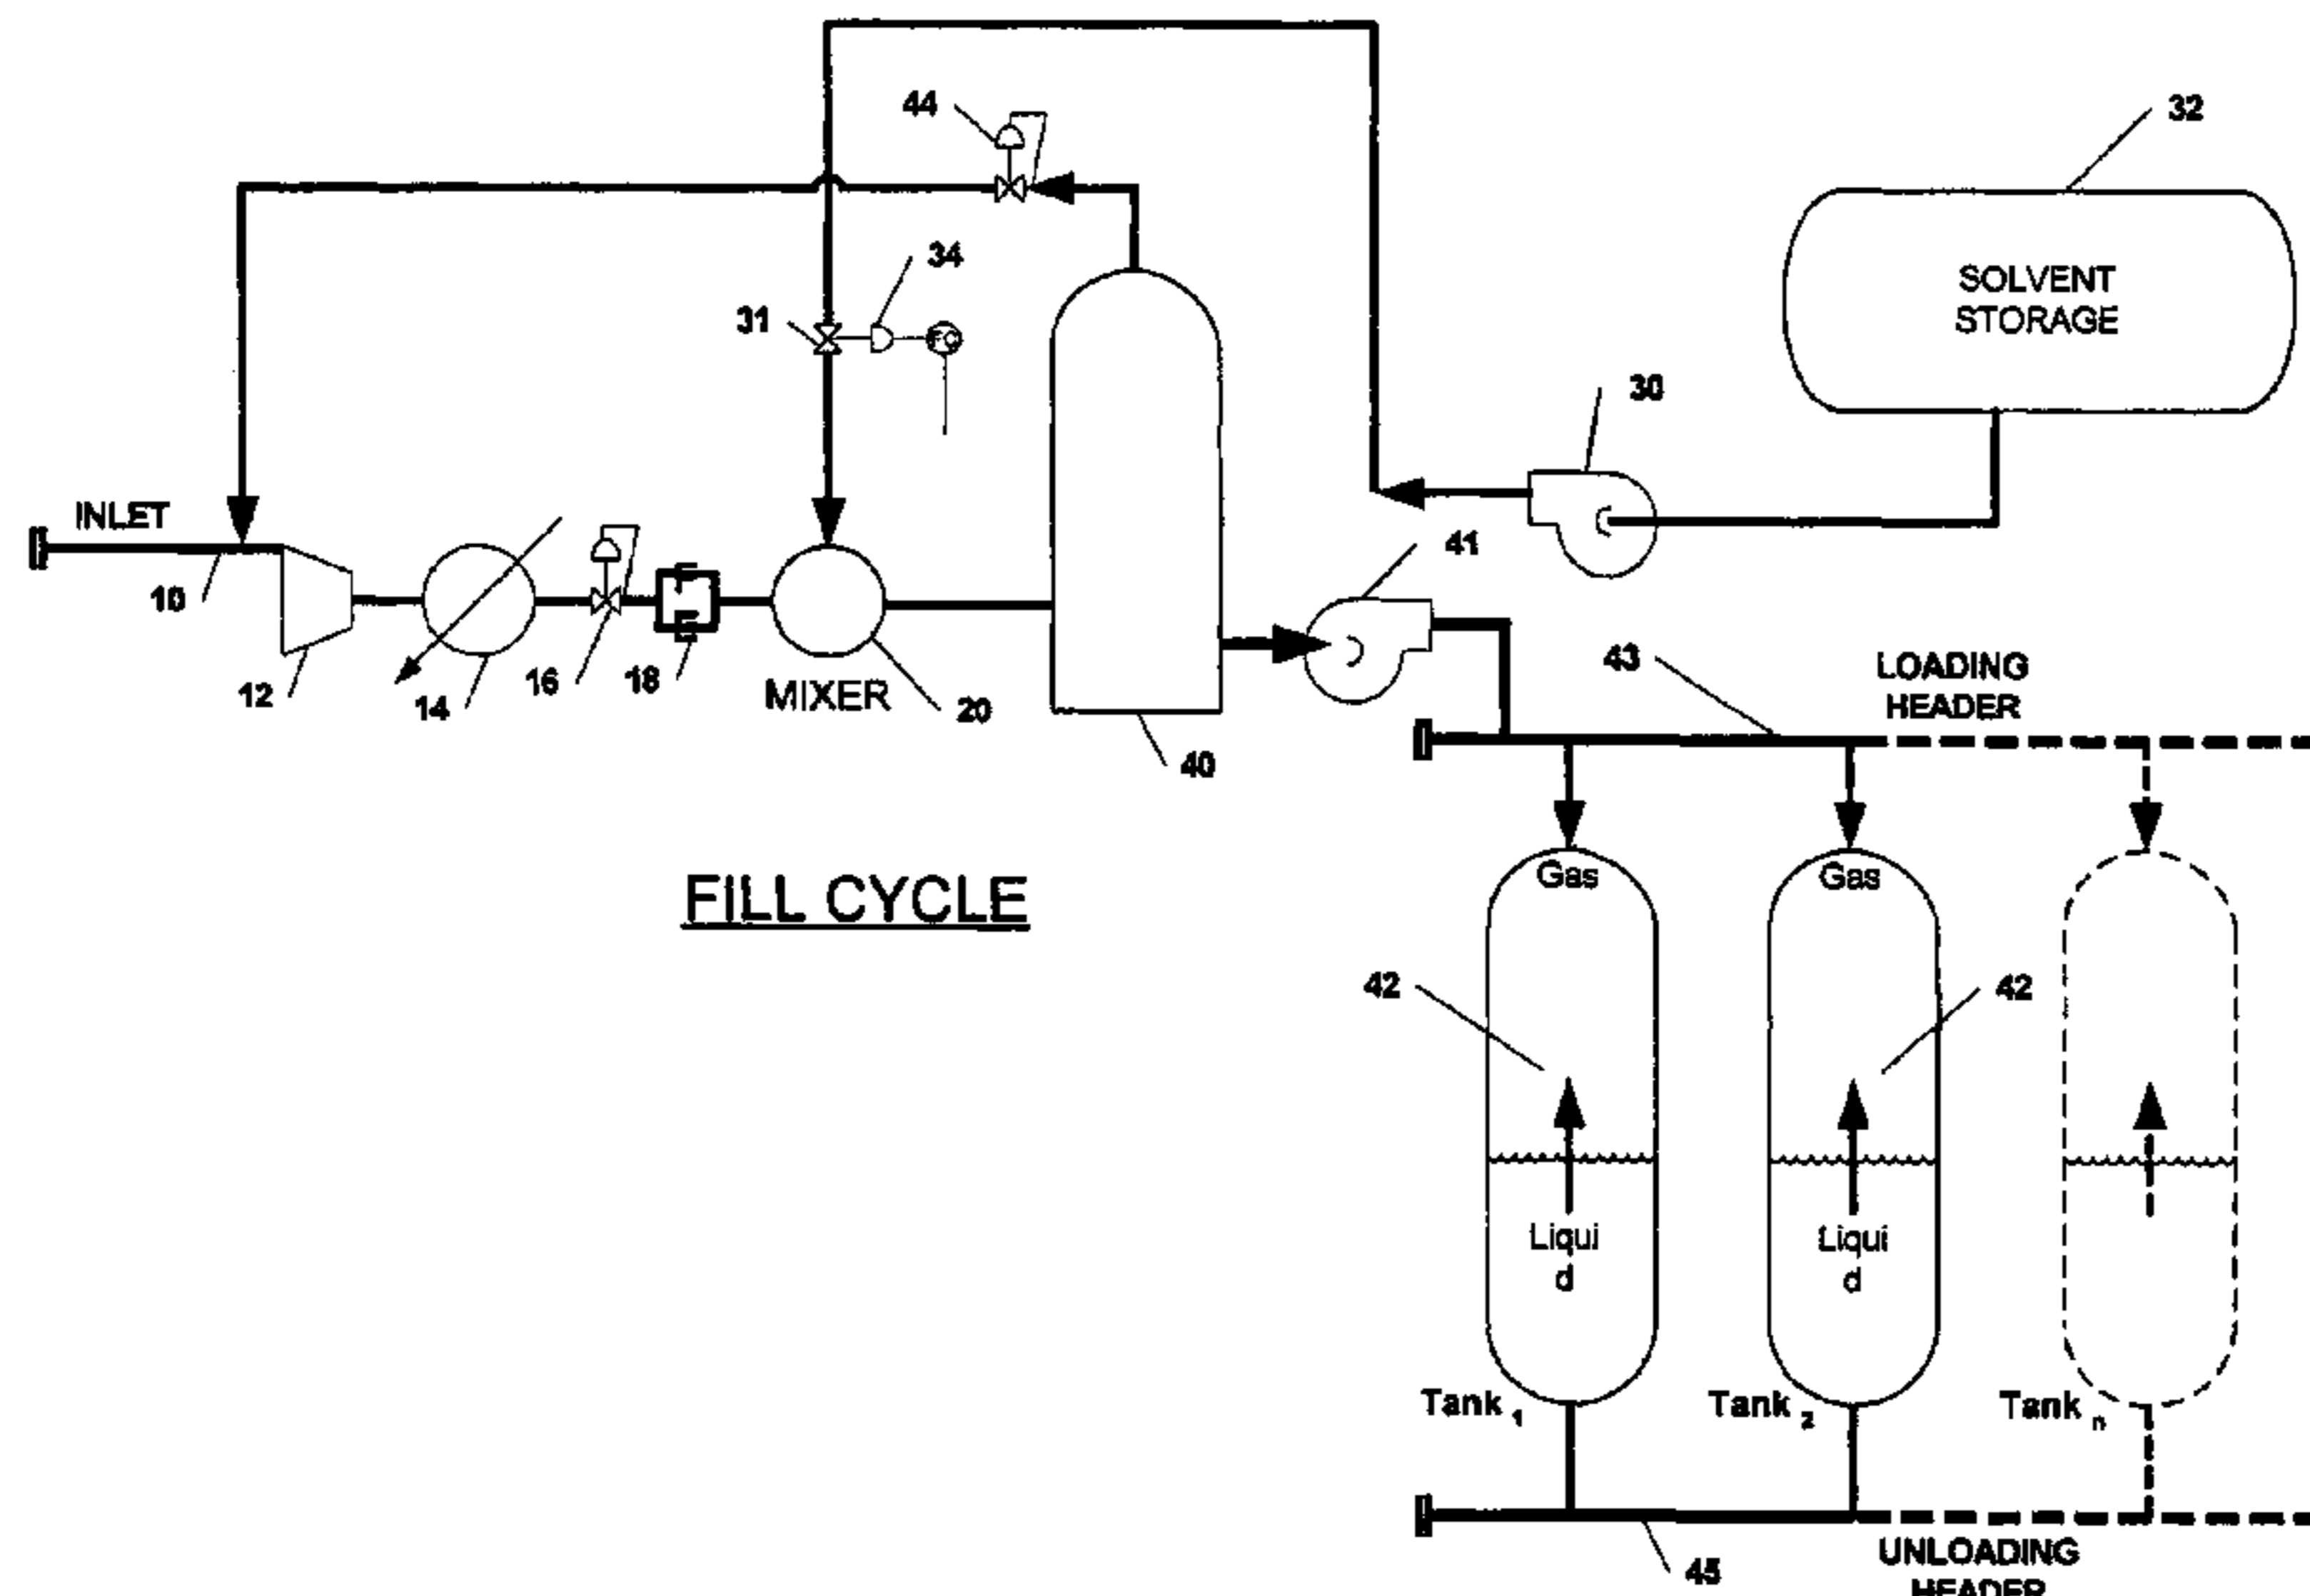 44
32
34
SOLVENT
STORAGE
31
30
INLET
41
10
12
14
16
18
MIXER
20
40
43
LOADING
HEADER
FILL CYCLE
Gas
Gas
42
42
Liqui
d
Liqui
d
Tank 1
Tank 2
Tank n
45
UNLOADING
HEADER